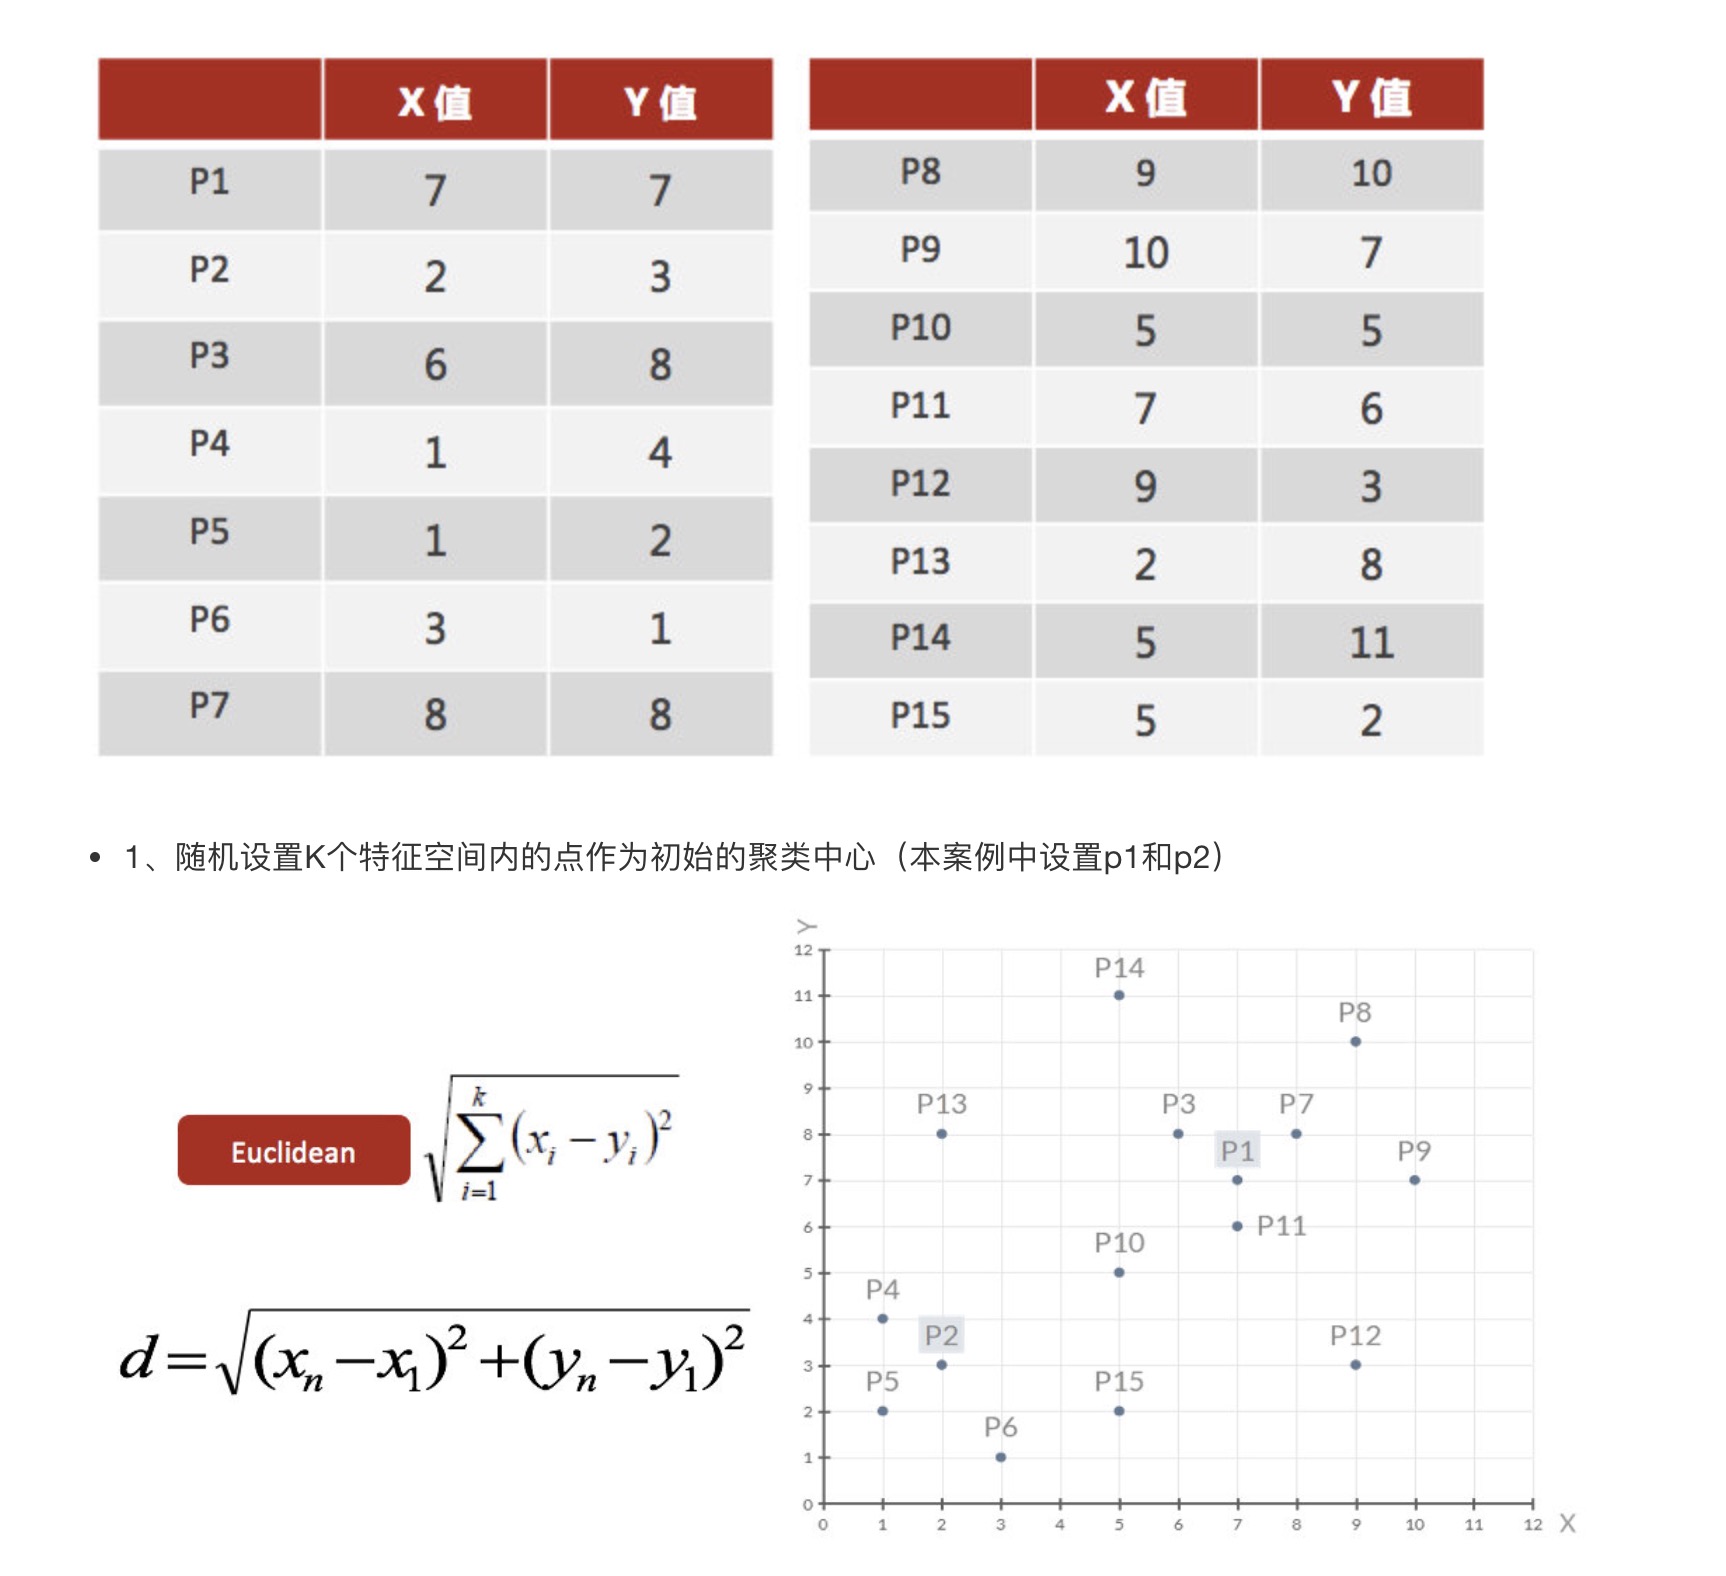 X 值 Y 值
P1 7 7
P2 2 3
P3 6 8
P4 1 4
P5 1 2
P6 3 1
P7 8 8
X 值 Y 值
P8 9 10
P9 10 7
P10 5 5
P11 7 6
P12 9 3
P13 2 8
P14 5 11
P15 5 2
• 1、随机设置K个特征空间内的点作为初始的聚类中心（本案例中设置p1和p2）
Euclidean
√∑(x_i − y_i)²
k
i=1
d=√(x_n−x_1)²+(y_n−y_1)²
Y
12
11
10
9
8
7
6
5
4
3
2
1
0
P14
P8
P13 P3 P7
P1 P9
P11
P10
P4
P2 P12
P5 P15
P6
0 1 2 3 4 5 6 7 8 9 10 11 12 X